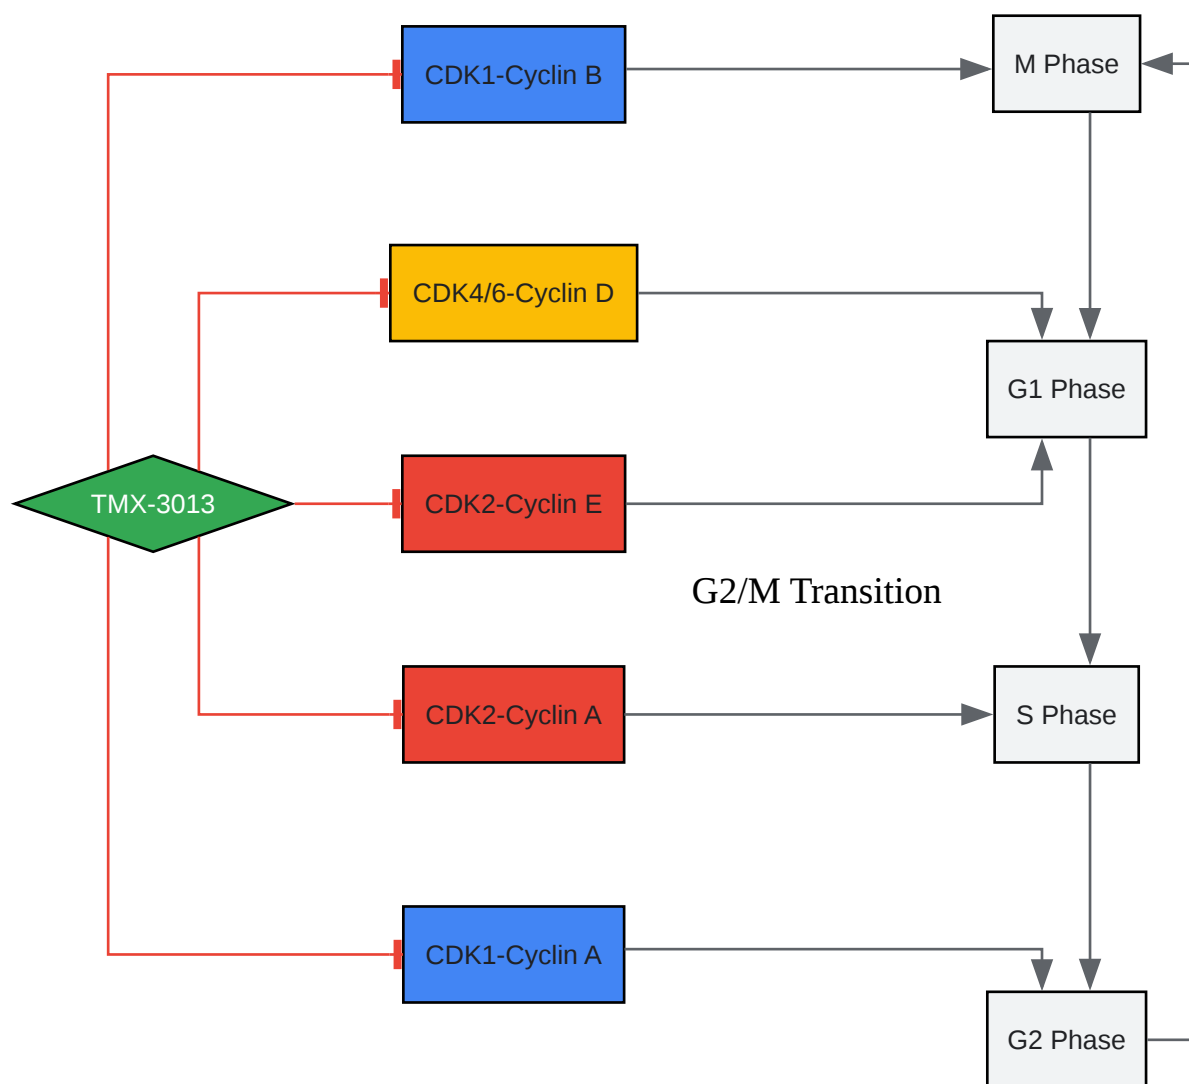 CDK1-Cyclin B
M Phase
CDK4/6-Cyclin D
G1 Phase
TMX-3013
CDK2-Cyclin E
G2/M Transition
CDK2-Cyclin A
S Phase
CDK1-Cyclin A
G2 Phase